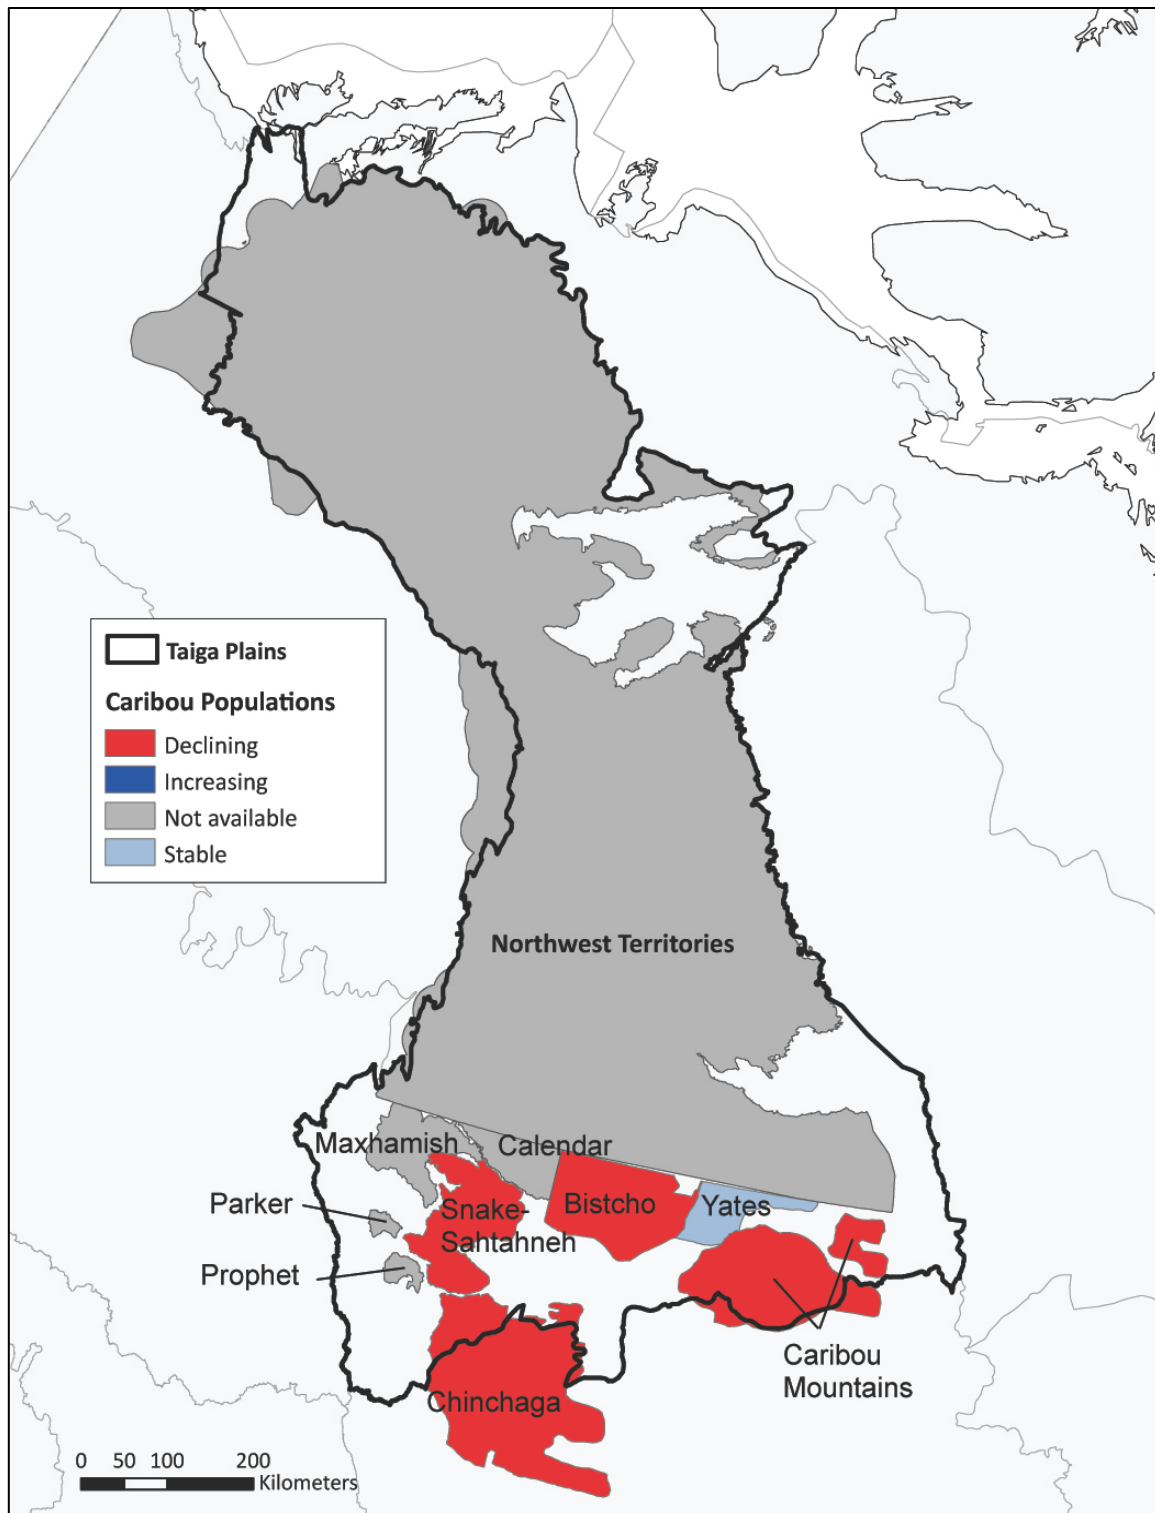 Taiga Plains
Caribou Populations
Declining
Increasing
Not available
Stable
Northwest Territories
Maxhamish
Calendar
Parker
Snake-
Sahtahneh
Bistcho
Yates
Prophet
Caribou
Mountains
Chinchaga
0 50 100 200
Kilometers